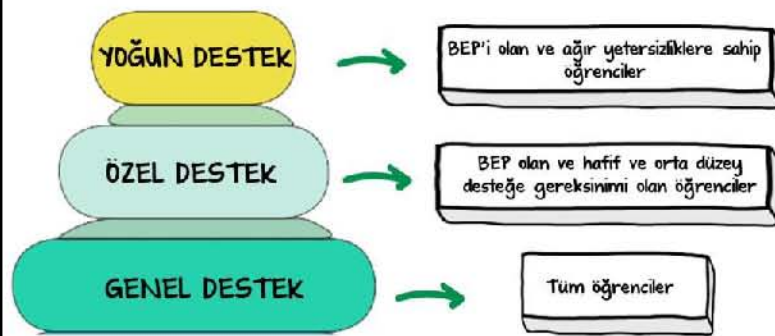 YOĞUN DESTEK
BEP'i olan ve ağır yetersizliklere sahip
öğrenciler
ÖZEL DESTEK
BEP olan ve hafif ve orta düzey
desteğe gereksinimi olan öğrenciler
GENEL DESTEK
Tüm öğrenciler